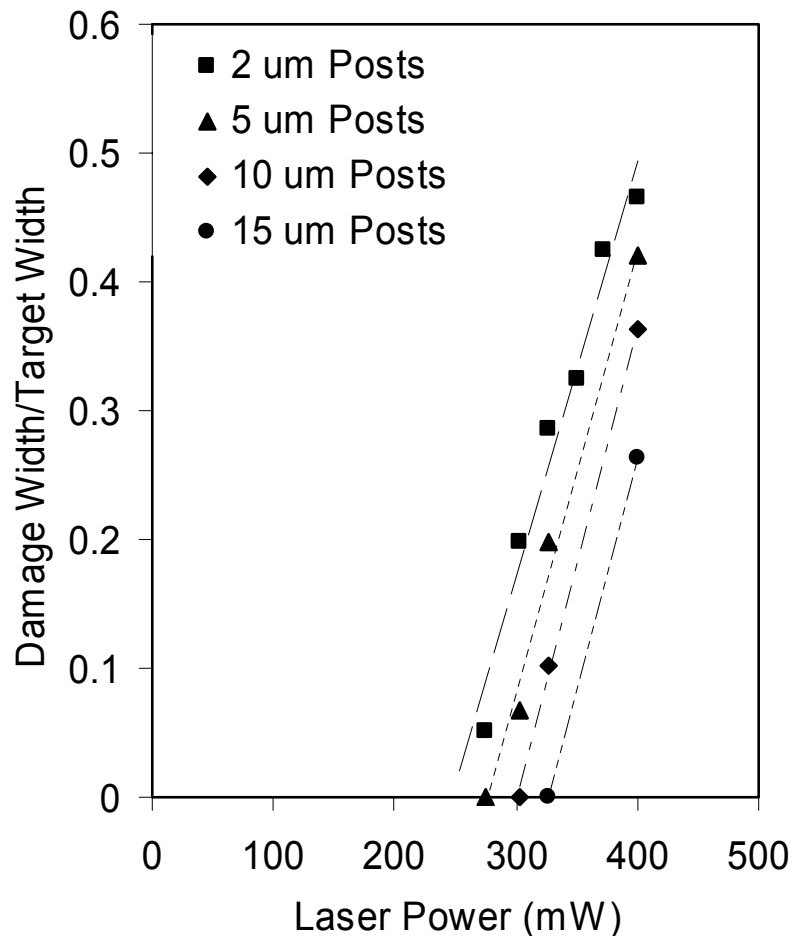 0.6
0.5
0.4
0.3
0.2
0.1
0
2 um Posts
5 um Posts
10 um Posts
15 um Posts
Damage Width/Target Width
0 100 200 300 400 500
Laser Power (mW)